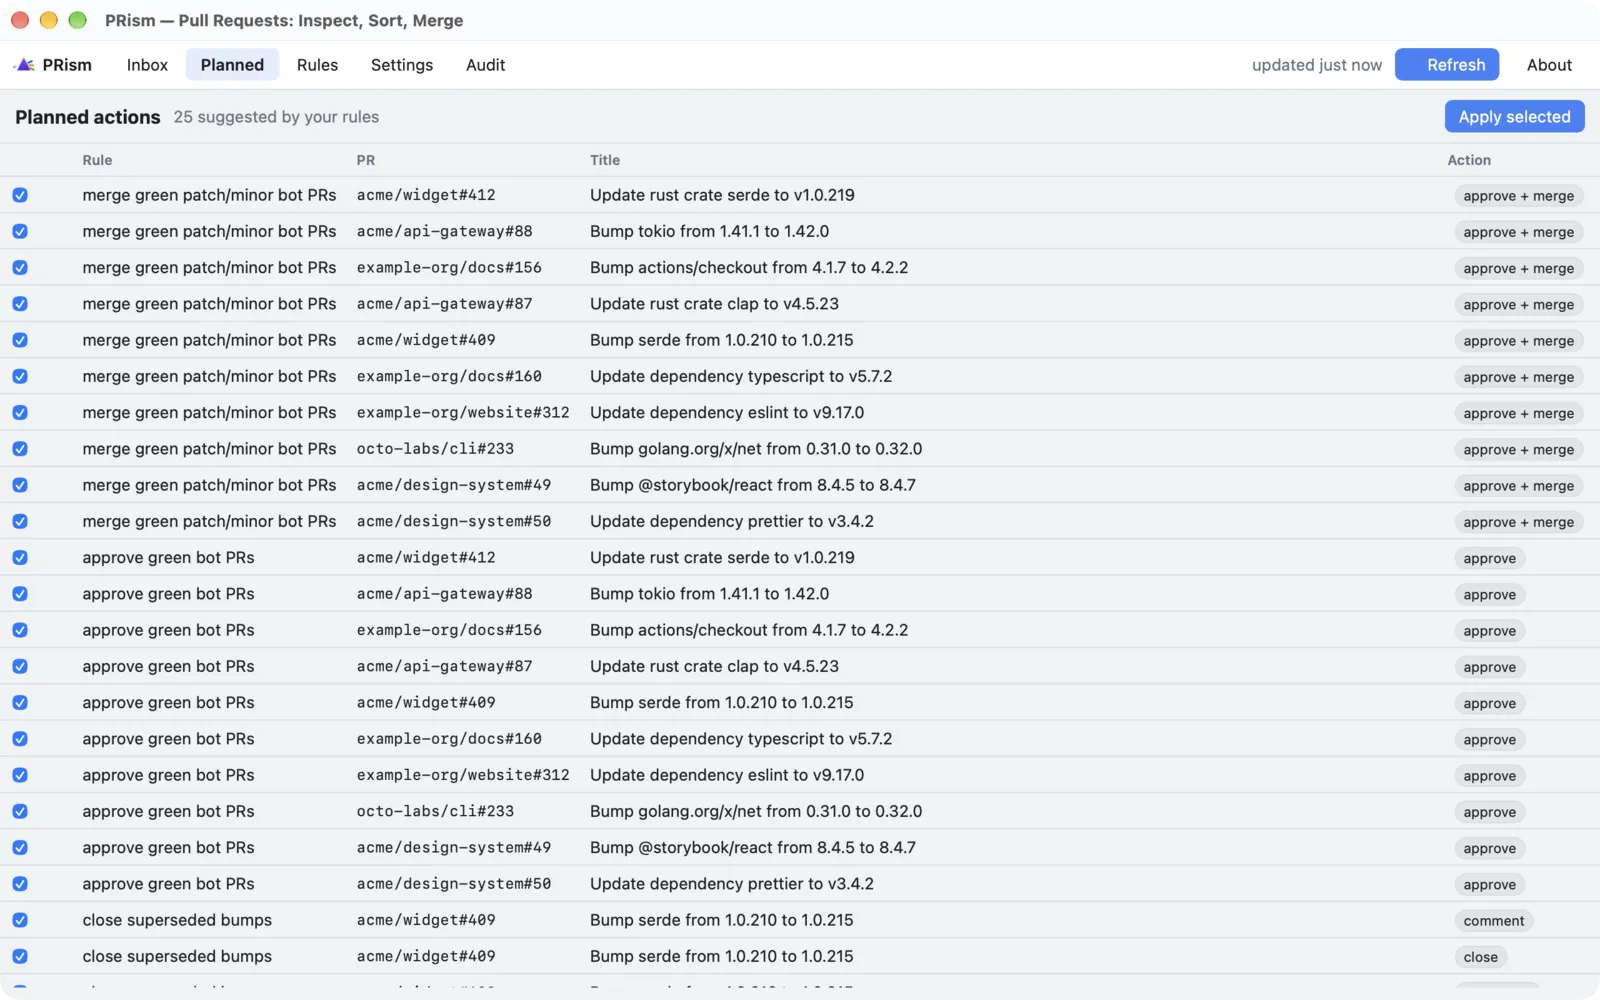 PRism — Pull Requests: Inspect, Sort, Merge
PRism Inbox Planned Rules Settings Audit updated just now Refresh About
Planned actions 25 suggested by your rules Apply selected
Rule PR Title Action
merge green patch/minor bot PRs acme/widget#412 Update rust crate serde to v1.0.219 approve + merge
merge green patch/minor bot PRs acme/api-gateway#88 Bump tokio from 1.41.1 to 1.42.0 approve + merge
merge green patch/minor bot PRs example-org/docs#156 Bump actions/checkout from 4.1.7 to 4.2.2 approve + merge
merge green patch/minor bot PRs acme/api-gateway#87 Update rust crate clap to v4.5.23 approve + merge
merge green patch/minor bot PRs acme/widget#409 Bump serde from 1.0.210 to 1.0.215 approve + merge
merge green patch/minor bot PRs example-org/docs#160 Update dependency typescript to v5.7.2 approve + merge
merge green patch/minor bot PRs example-org/website#312 Update dependency eslint to v9.17.0 approve + merge
merge green patch/minor bot PRs octo-labs/cli#233 Bump golang.org/x/net from 0.31.0 to 0.32.0 approve + merge
merge green patch/minor bot PRs acme/design-system#49 Bump @storybook/react from 8.4.5 to 8.4.7 approve + merge
merge green patch/minor bot PRs acme/design-system#50 Update dependency prettier to v3.4.2 approve + merge
approve green bot PRs acme/widget#412 Update rust crate serde to v1.0.219 approve
approve green bot PRs acme/api-gateway#88 Bump tokio from 1.41.1 to 1.42.0 approve
approve green bot PRs example-org/docs#156 Bump actions/checkout from 4.1.7 to 4.2.2 approve
approve green bot PRs acme/api-gateway#87 Update rust crate clap to v4.5.23 approve
approve green bot PRs acme/widget#409 Bump serde from 1.0.210 to 1.0.215 approve
approve green bot PRs example-org/docs#160 Update dependency typescript to v5.7.2 approve
approve green bot PRs example-org/website#312 Update dependency eslint to v9.17.0 approve
approve green bot PRs octo-labs/cli#233 Bump golang.org/x/net from 0.31.0 to 0.32.0 approve
approve green bot PRs acme/design-system#49 Bump @storybook/react from 8.4.5 to 8.4.7 approve
approve green bot PRs acme/design-system#50 Update dependency prettier to v3.4.2 approve
close superseded bumps acme/widget#409 Bump serde from 1.0.210 to 1.0.215 comment
close superseded bumps acme/widget#409 Bump serde from 1.0.210 to 1.0.215 close